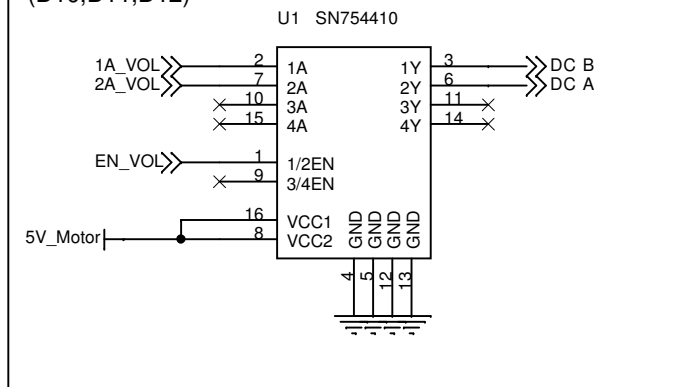 U1 SN754410
1A_VOL 2 1A 1Y 3 DC B
2A_VOL 7 2A 2Y 6 DC A
10 3A 3Y 11
15 4A 4Y 14
EN_VOL 1 1/2EN
9 3/4EN
16 VCC1
5V_Motor 8 VCC2
GND GND GND GND
4 5 12 13